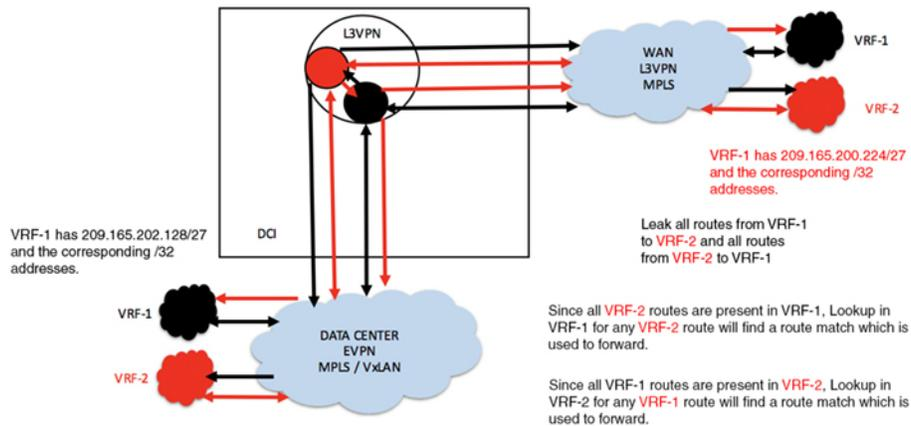 L3VPN
WAN
L3VPN
MPLS
VRF-1
VRF-2
VRF-1 has 209.165.200.224/27
and the corresponding /32
addresses.
DCI
Leak all routes from VRF-1
to VRF-2 and all routes
from VRF-2 to VRF-1
VRF-1 has 209.165.202.128/27
and the corresponding /32
addresses.
VRF-1
VRF-2
DATA CENTER
EVPN
MPLS / VxLAN
Since all VRF-2 routes are present in VRF-1, Lookup in
VRF-1 for any VRF-2 route will find a route match which is
used to forward.
Since all VRF-1 routes are present in VRF-2, Lookup in
VRF-2 for any VRF-1 route will find a route match which is
used to forward.